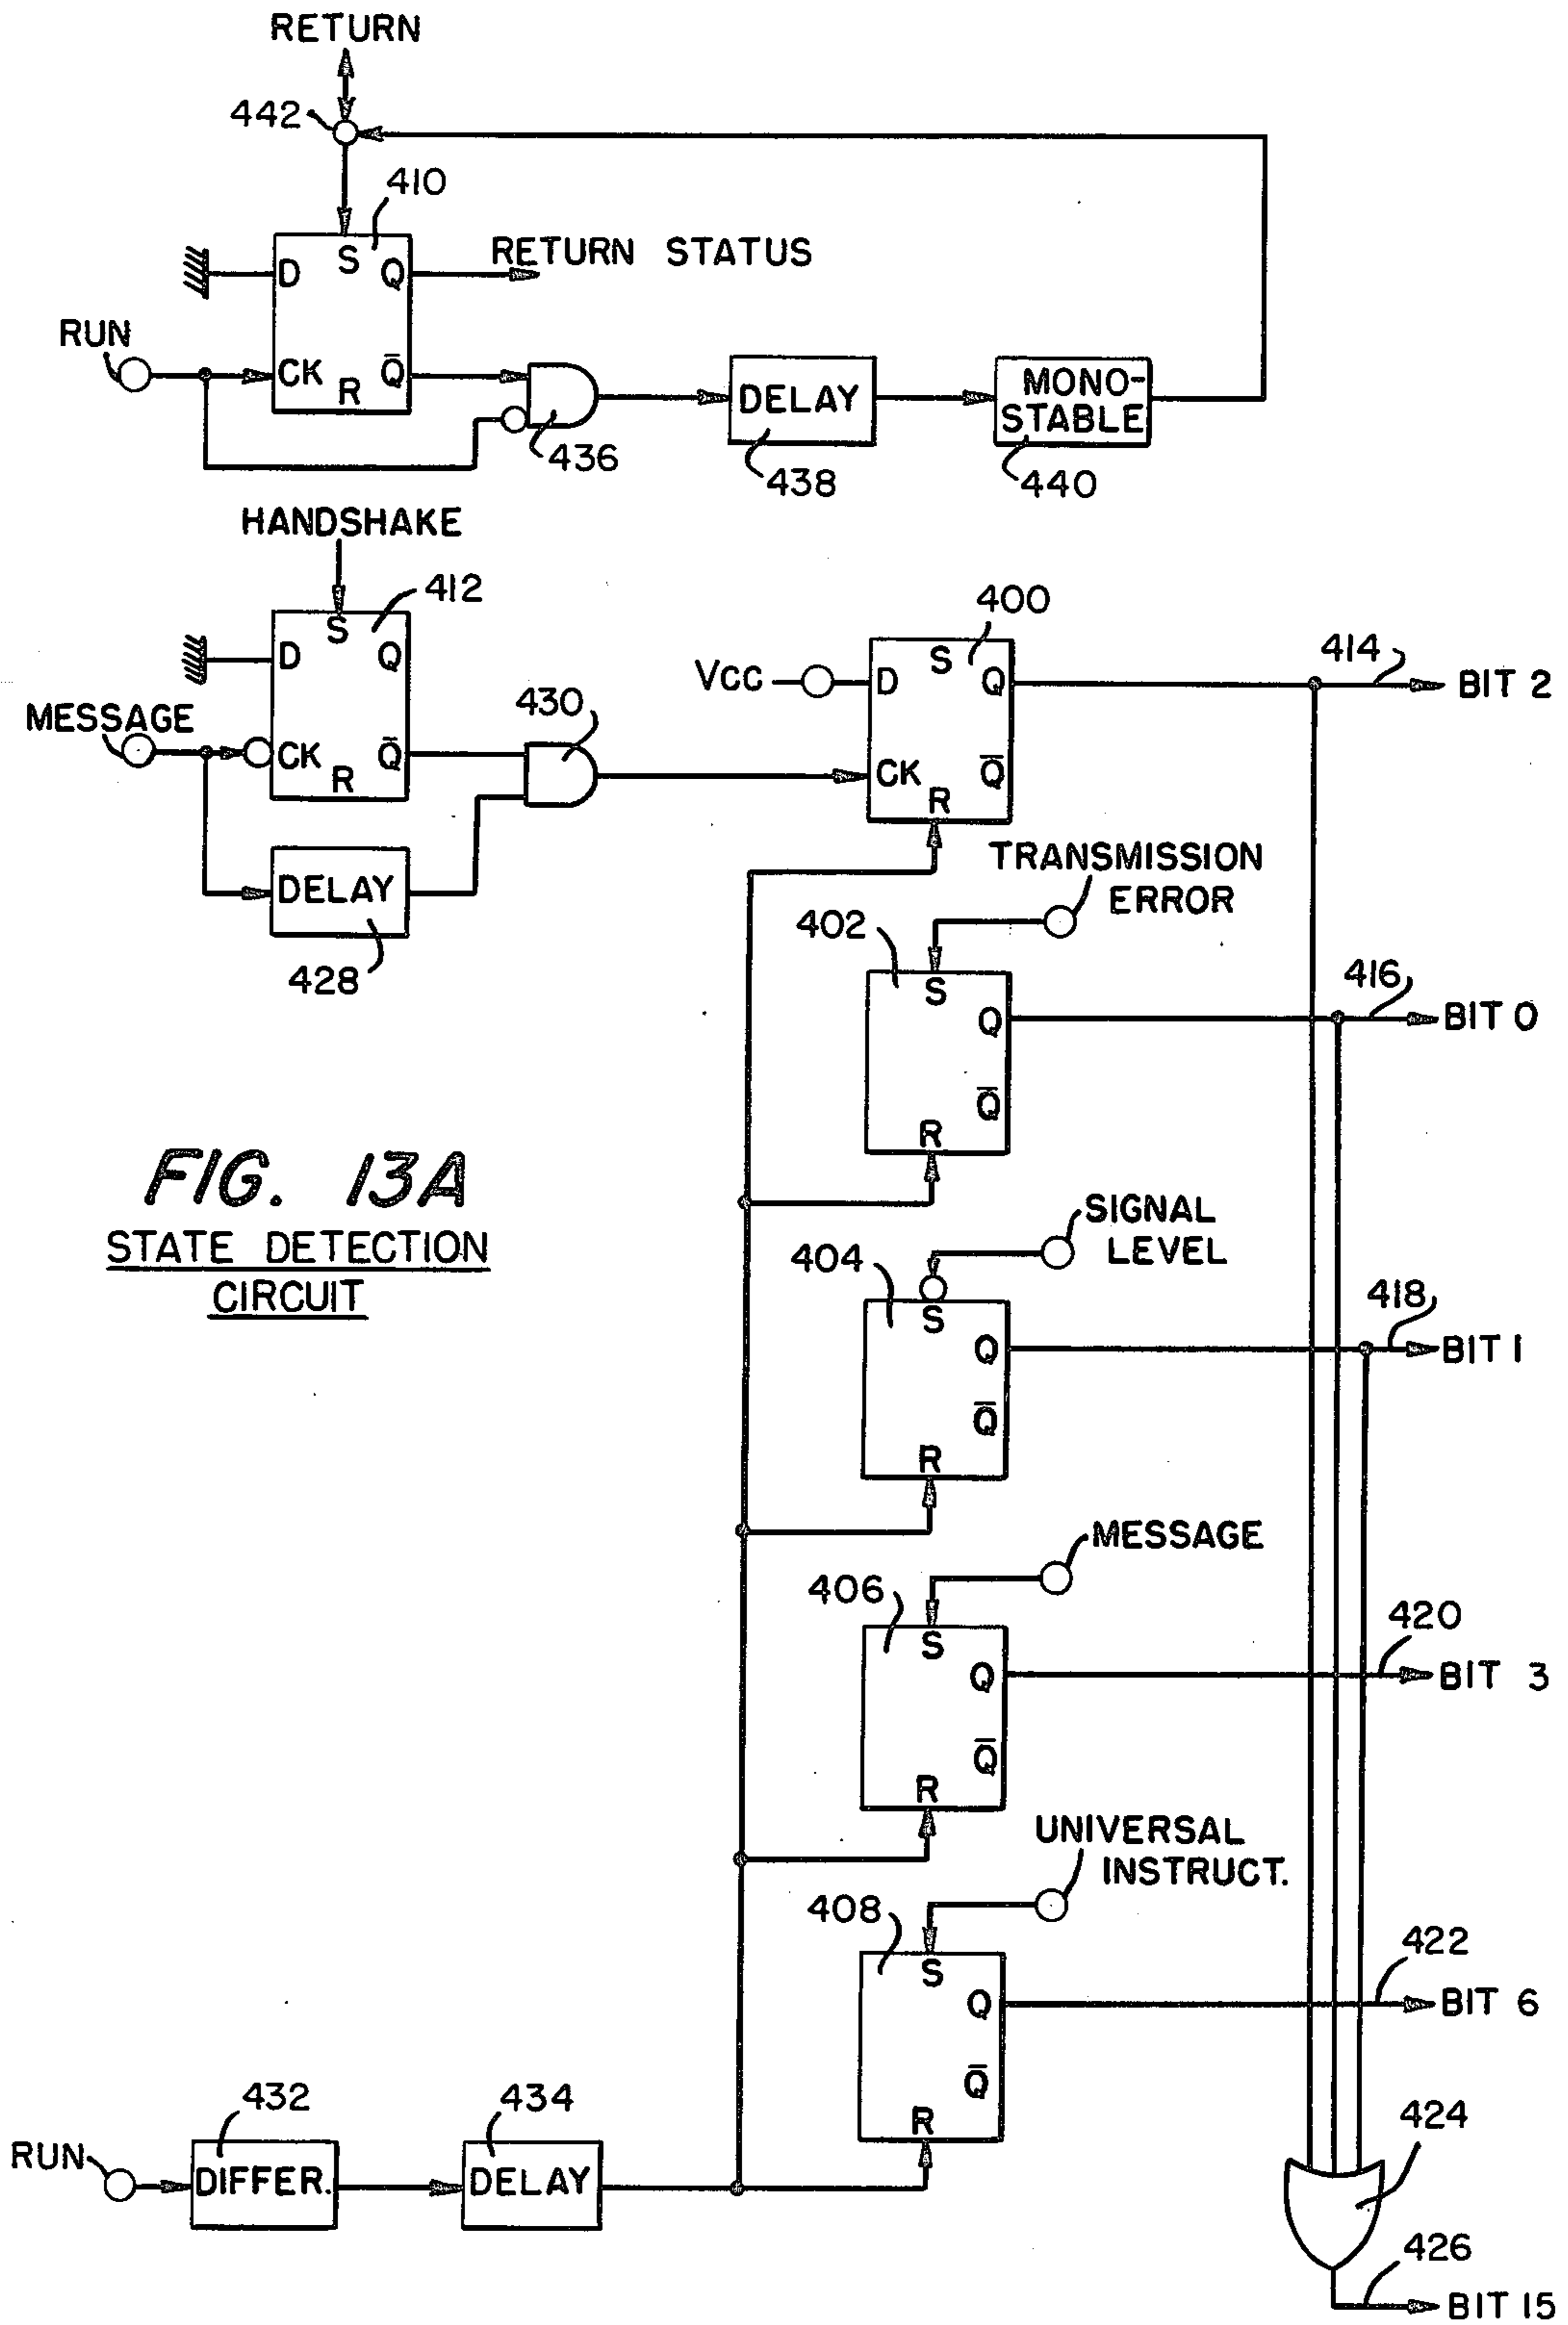 RETURN
442
410
D
S
Q
RETURN STATUS
RUN
CK
R
Q̄
436
DELAY
438
MONO-
STABLE
440
HANDSHAKE
412
S
D
Q
MESSAGE
CK
R
Q̄
430
DELAY
428
400
VCC
D
S
Q
414
BIT 2
CK
R
Q̄
TRANSMISSION
ERROR
402
S
Q
416
BIT 0
Q̄
R
FIG. 13A
STATE DETECTION
CIRCUIT
SIGNAL
LEVEL
404
S
Q
418
BIT 1
Q̄
R
MESSAGE
406
S
Q
420
BIT 3
Q̄
R
UNIVERSAL
INSTRUCT.
408
S
Q
422
BIT 6
Q̄
R
RUN
432
DIFFER.
434
DELAY
424
426
BIT 15